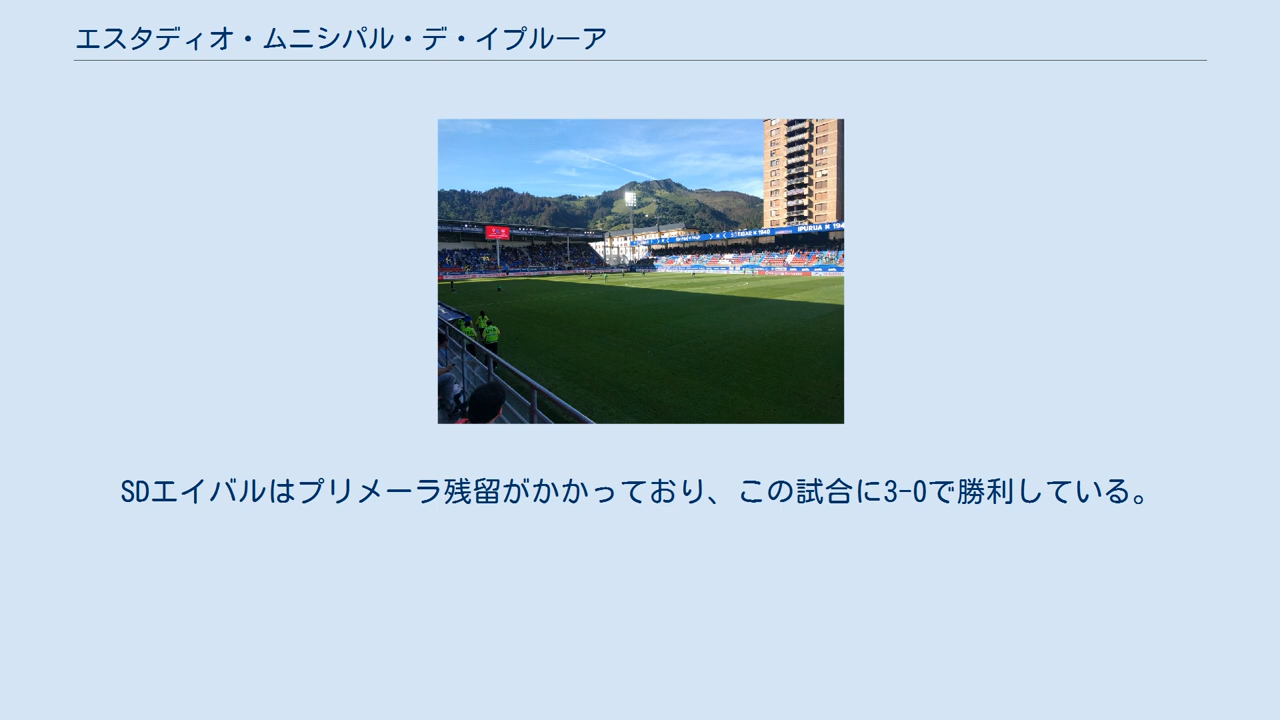 エスタディオ・ムニシパル・デ・イプルーア
IPURUA
SDエイバルはプリメーラ残留がかかっており、この試合に3-0で勝利している。